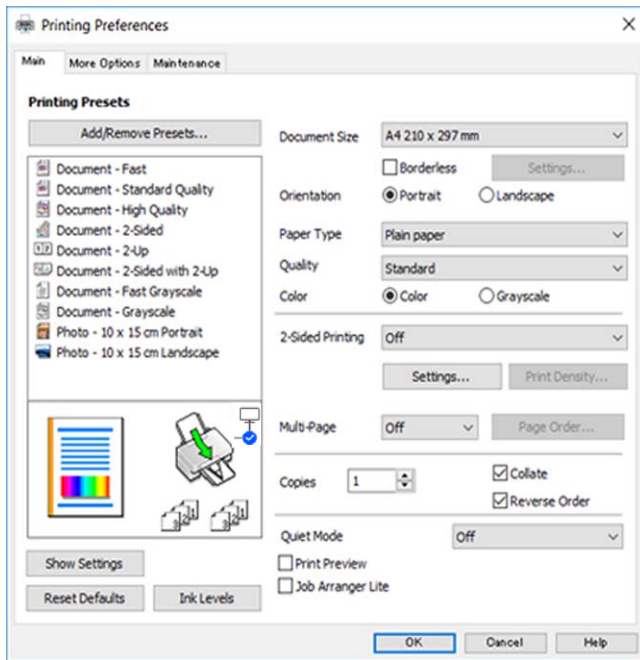 Printing Preferences
Main More Options Maintenance
Printing Presets
Add/Remove Presets...
Document - Fast
Document - Standard Quality
Document - High Quality
Document - 2-Sided
Document - 2-Up
Document - 2-Sided with 2-Up
Document - Fast Grayscale
Document - Grayscale
Photo - 10 x 15 cm Portrait
Photo - 10 x 15 cm Landscape
Show Settings
Reset Defaults Ink Levels
Document Size A4 210 x 297 mm
Borderless Settings...
Orientation Portrait Landscape
Paper Type Plain paper
Quality Standard
Color Color Grayscale
2-Sided Printing Off
Settings... Print Density...
Multi-Page Off Page Order...
Copies 1 Collate
Reverse Order
Quiet Mode Off
Print Preview
Job Arranger Lite
OK Cancel Help